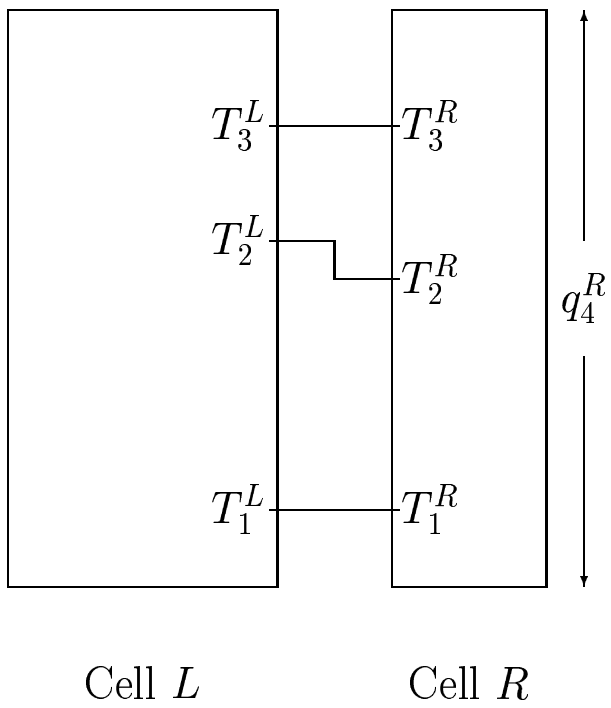 T_3^L T_3^R
T_2^L
T_2^R
q_4^R
T_1^L T_1^R
Cell L Cell R